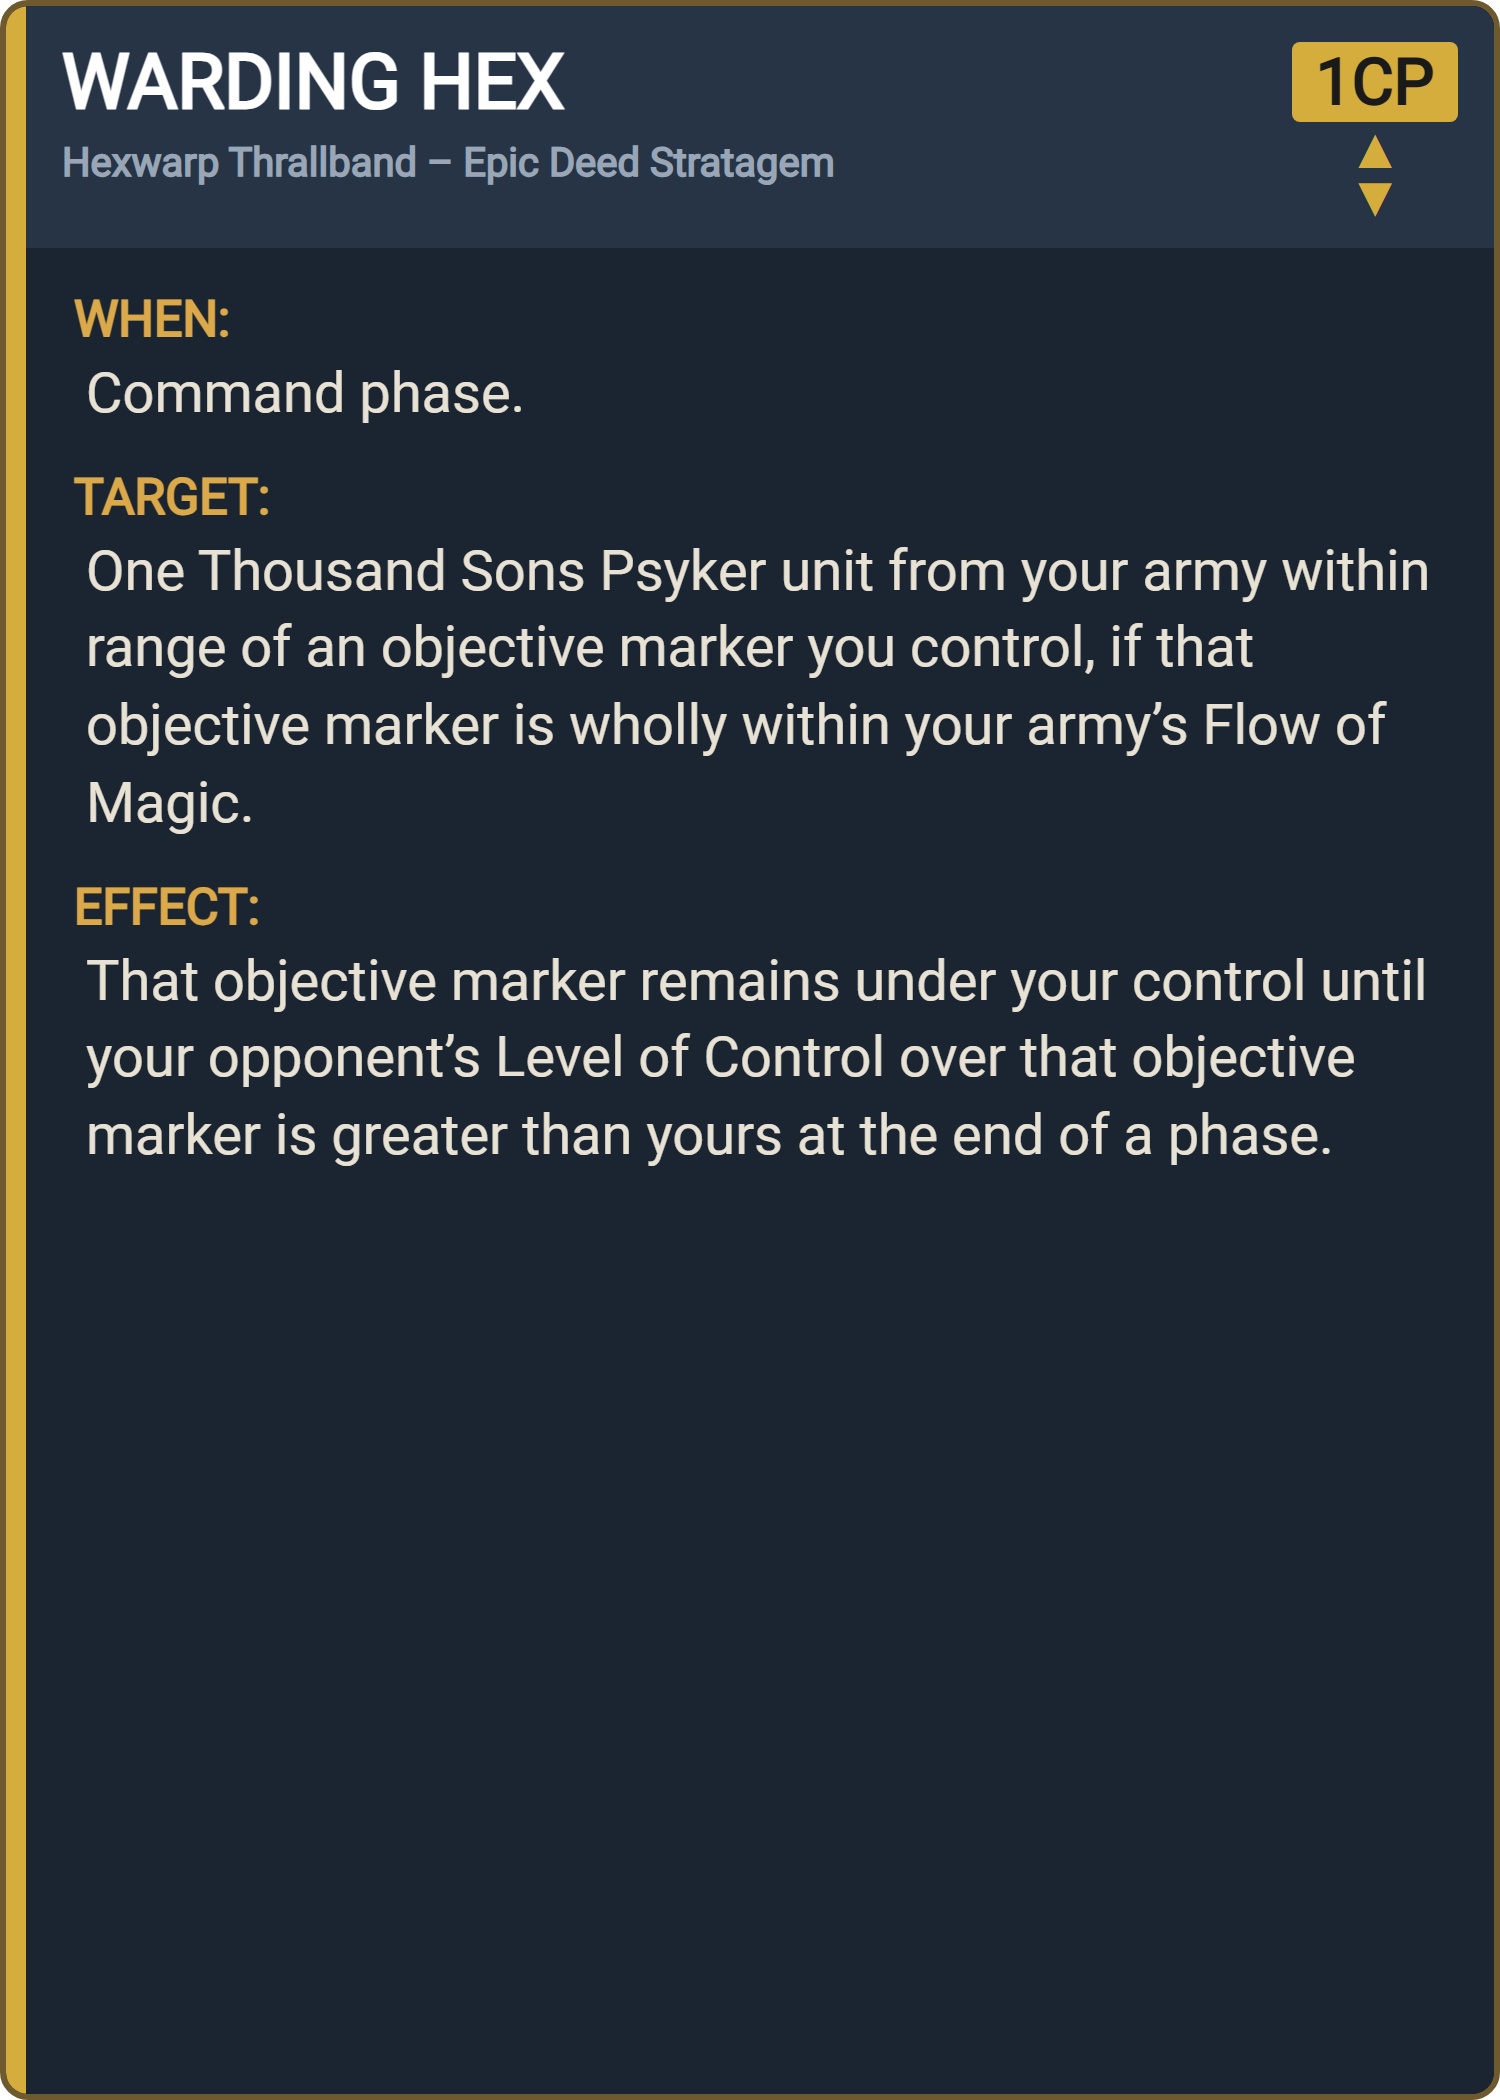 WARDING HEX
1CP
Hexwarp Thrallband – Epic Deed Stratagem
▲
▼
WHEN:
Command phase.
TARGET:
One Thousand Sons Psyker unit from your army within
range of an objective marker you control, if that
objective marker is wholly within your army’s Flow of
Magic.
EFFECT:
That objective marker remains under your control until
your opponent’s Level of Control over that objective
marker is greater than yours at the end of a phase.